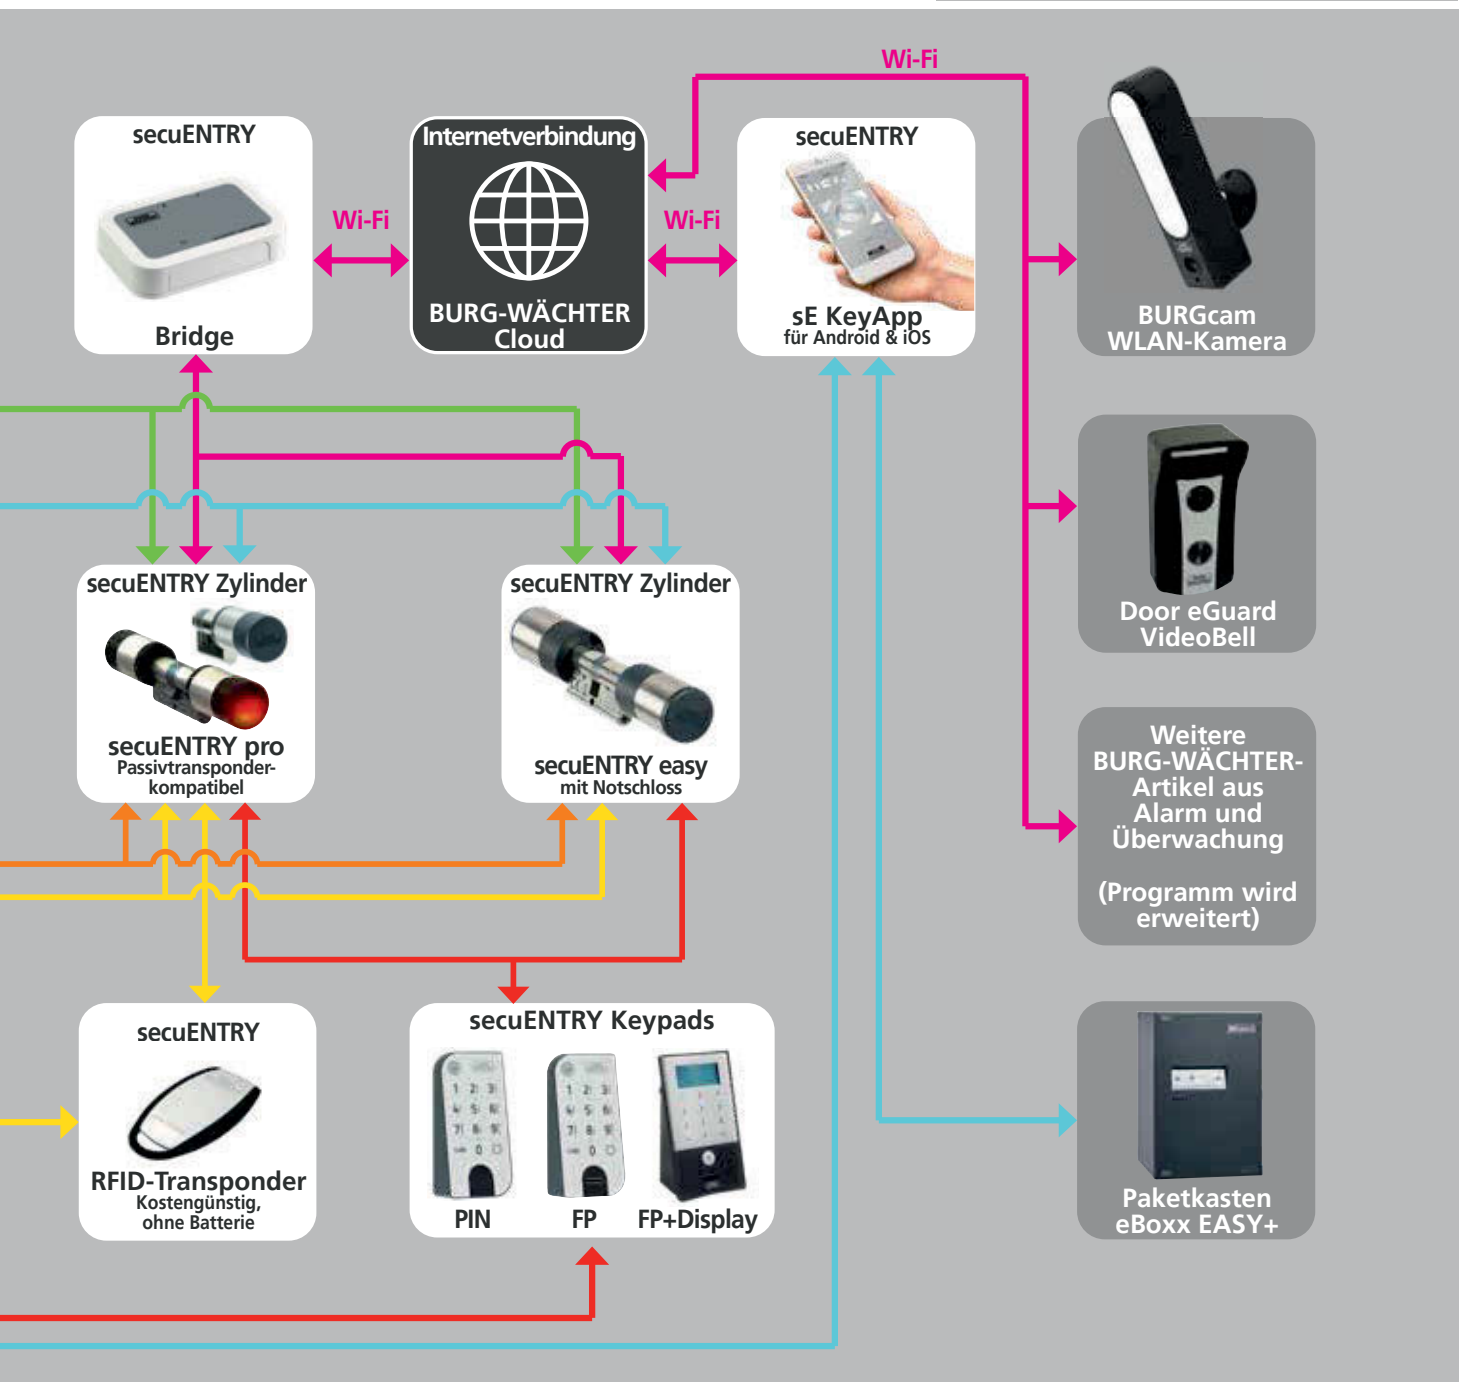 Wi-Fi
secuENTRY
Bridge
Wi-Fi
Internetverbindung
BURG-WÄCHTER
Cloud
Wi-Fi
secuENTRY
sE KeyApp
für Android & iOS
BURGcam
WLAN-Kamera
Door eGuard
VideoBell
secuENTRY Zylinder
secuENTRY pro
Passivtransponder-
kompatibel
secuENTRY Zylinder
secuENTRY easy
mit Notschloss
Weitere
BURG-WÄCHTER-
Artikel aus
Alarm und
Überwachung
(Programm wird
erweitert)
secuENTRY
RFID-Transponder
Kostengünstig,
ohne Batterie
secuENTRY Keypads
PIN
FP
FP+Display
Paketkasten
eBoxx EASY+